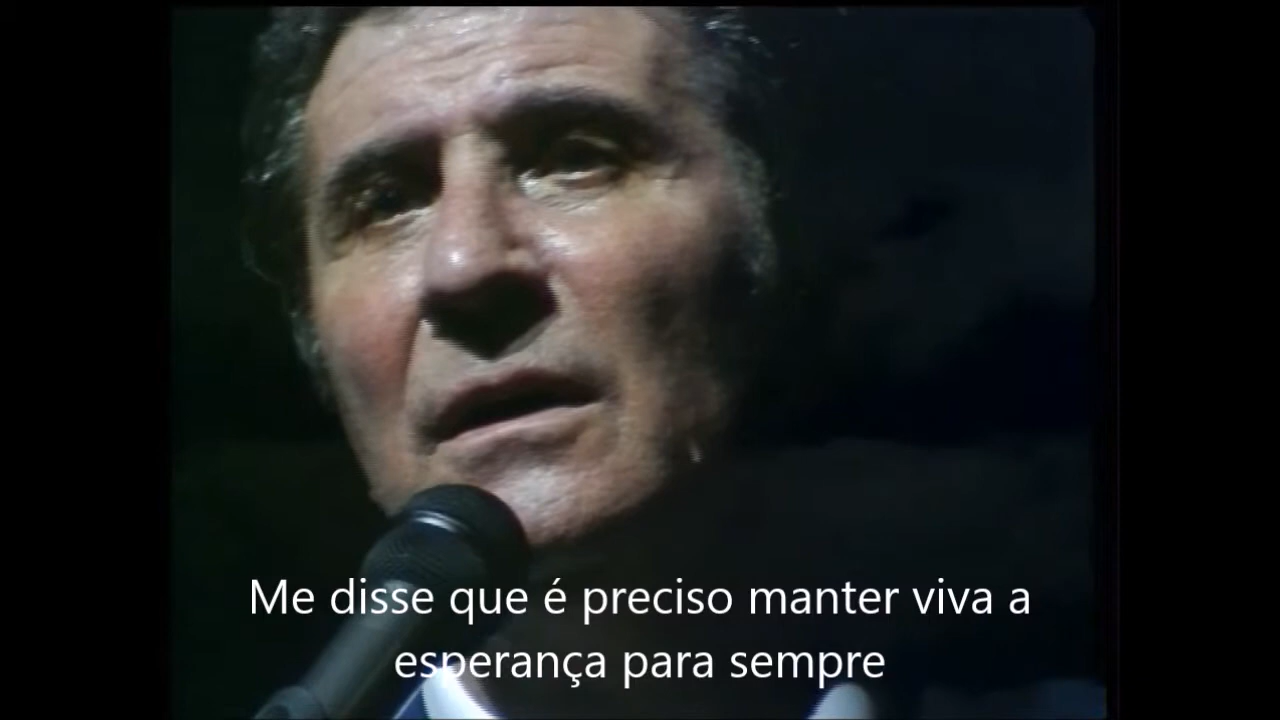 Me disse que é preciso manter viva a
esperança para sempre